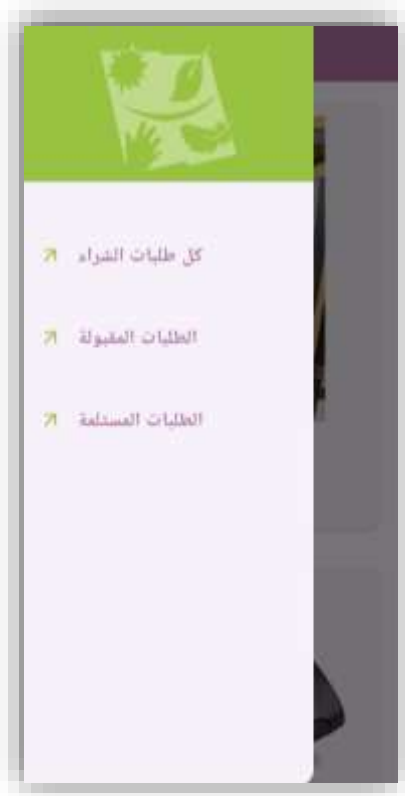 كل طلبات الشراء
الطلبات المقبولة
الطلبات المستلمة